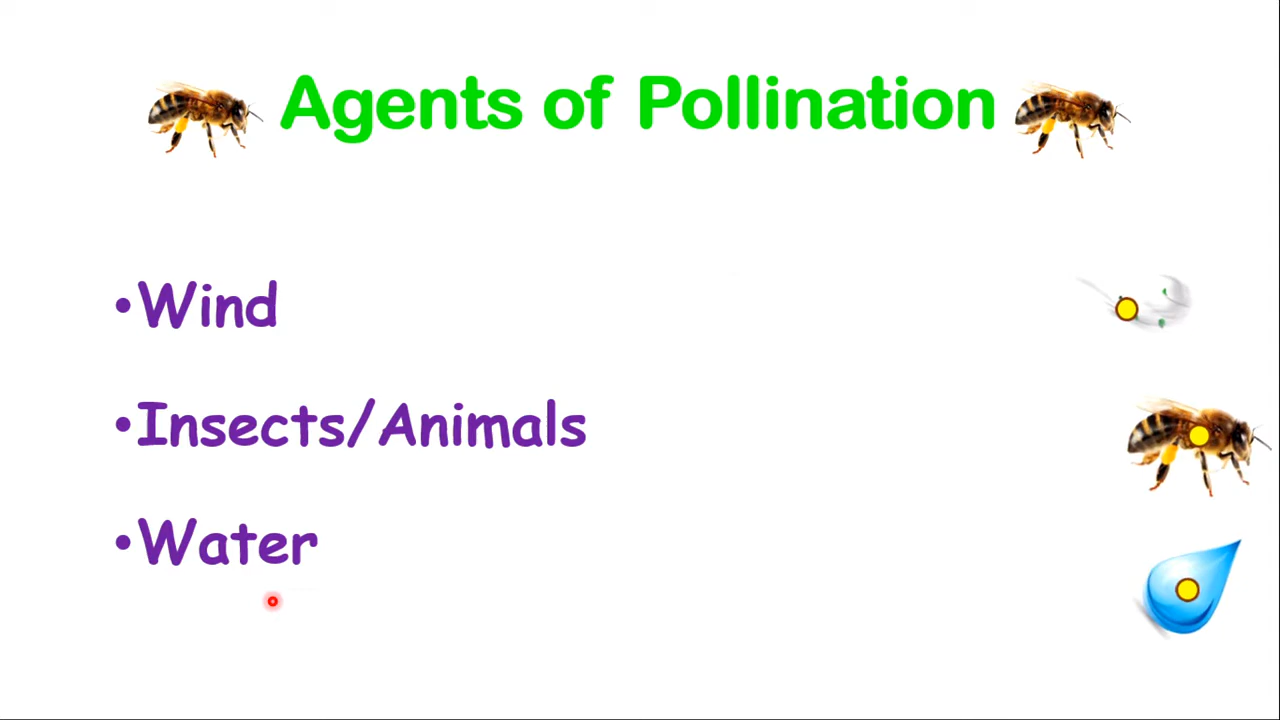 Agents of Pollination
•Wind
•Insects/Animals
•Water